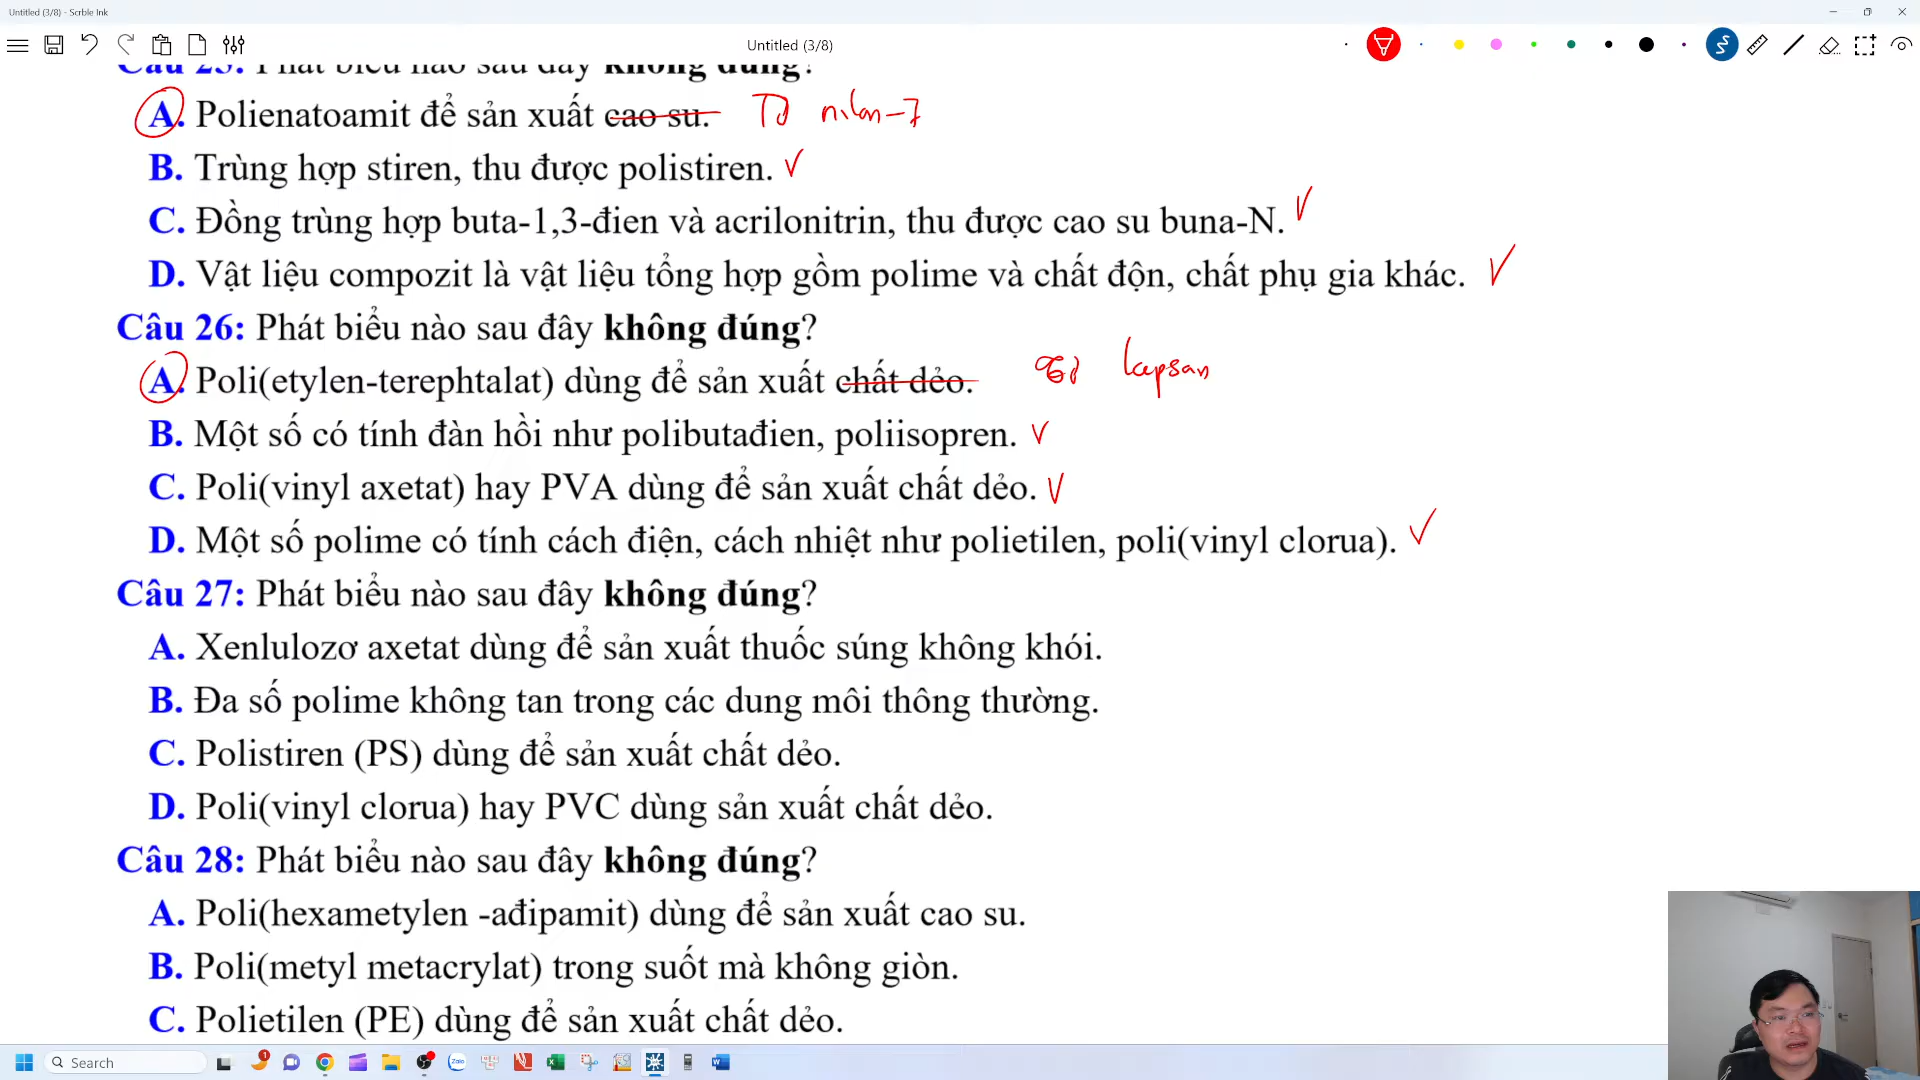 Untitled (3/8) - Scrble Ink
Untitled (3/8)
Câu 25: Phát biểu nào sau đây không đúng?
A. Polienatoamit để sản xuất cao su. Tơ nilon-7
B. Trùng hợp stiren, thu được polistiren.
C. Đồng trùng hợp buta-1,3-đien và acrilonitrin, thu được cao su buna-N.
D. Vật liệu compozit là vật liệu tổng hợp gồm polime và chất độn, chất phụ gia khác.
Câu 26: Phát biểu nào sau đây không đúng?
A. Poli(etylen-terephtalat) dùng để sản xuất chất dẻo. lapsan
B. Một số có tính đàn hồi như polibutađien, poliisopren.
C. Poli(vinyl axetat) hay PVA dùng để sản xuất chất dẻo.
D. Một số polime có tính cách điện, cách nhiệt như polietilen, poli(vinyl clorua).
Câu 27: Phát biểu nào sau đây không đúng?
A. Xenlulozơ axetat dùng để sản xuất thuốc súng không khói.
B. Đa số polime không tan trong các dung môi thông thường.
C. Polistiren (PS) dùng để sản xuất chất dẻo.
D. Poli(vinyl clorua) hay PVC dùng sản xuất chất dẻo.
Câu 28: Phát biểu nào sau đây không đúng?
A. Poli(hexametylen -ađipamit) dùng để sản xuất cao su.
B. Poli(metyl metacrylat) trong suốt mà không giòn.
C. Polietilen (PE) dùng để sản xuất chất dẻo.
Search